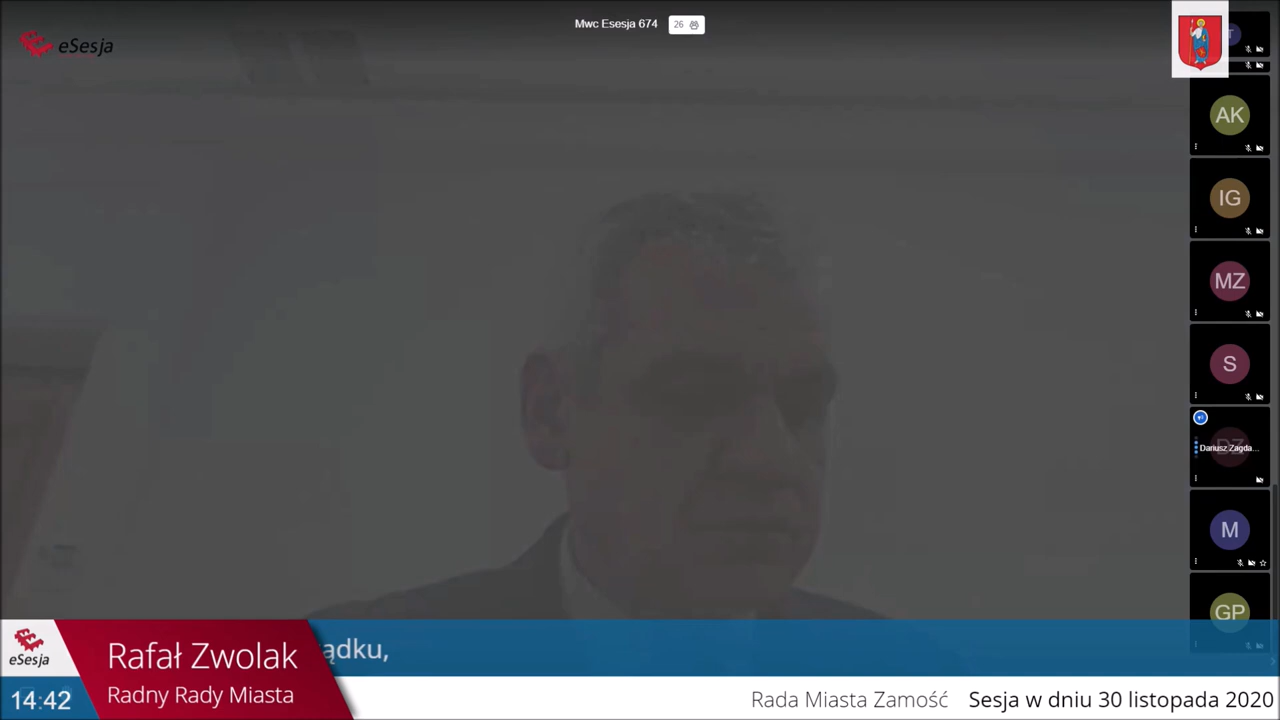 Mwc Esesja 674 26
eSesja
T
AK
IG
MZ
S
DZ
Dariusz Zagda...
M
GP
ądku,
eSesja
Rafał Zwolak
Radny Rady Miasta
14:42
Rada Miasta Zamość Sesja w dniu 30 listopada 2020